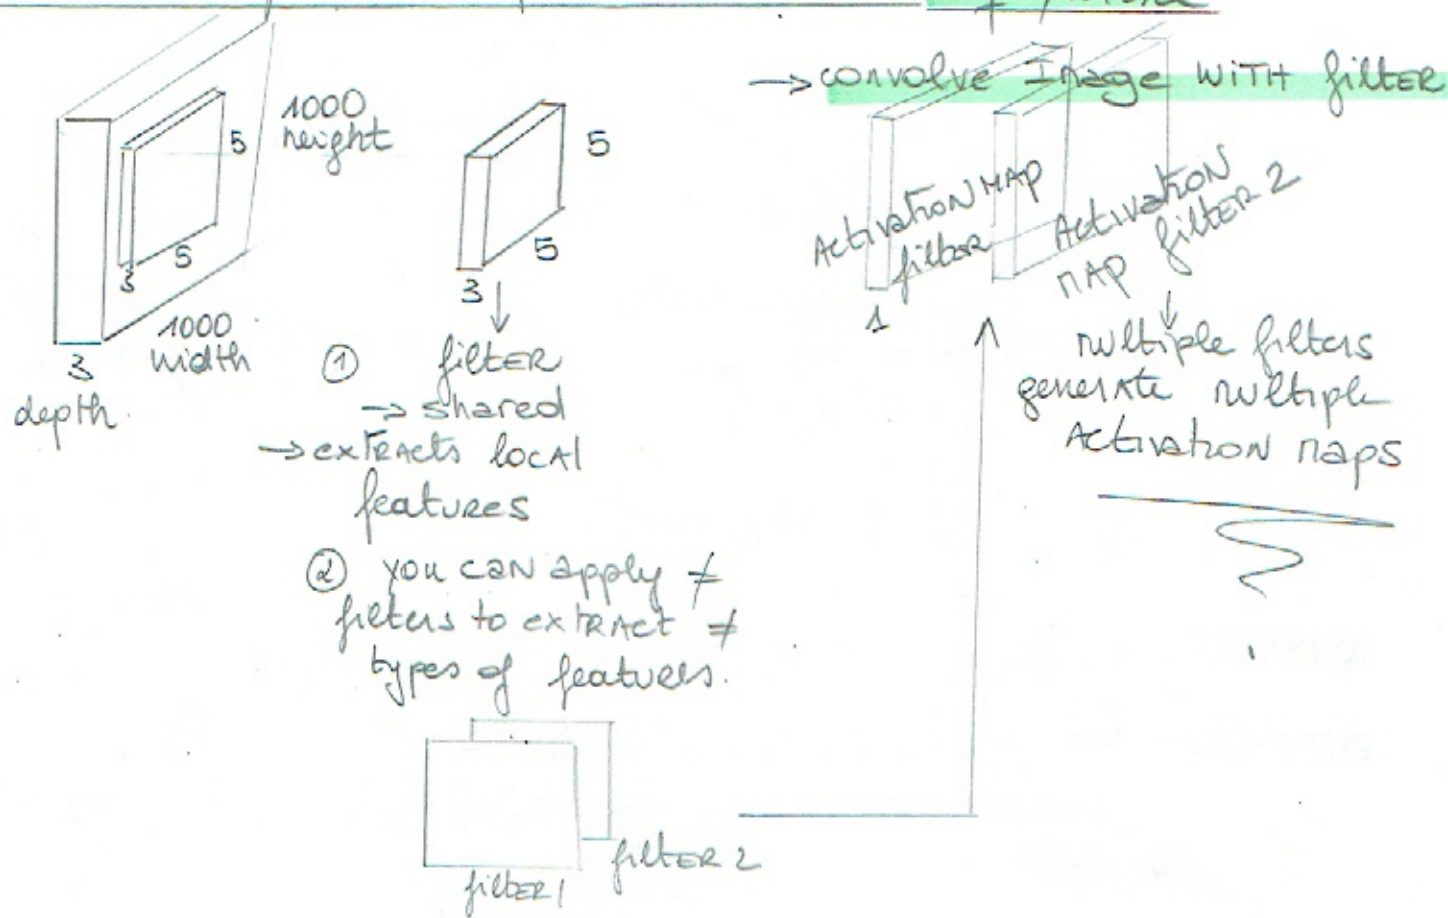 → convolve Image WITH filter
1000
height
5
5
3
1000
width
3
depth.
5
5
3
① filter
→ shared
→ extracts local
features
② you can apply ≠
filters to extract ≠
types of features.
filter 1
filter 2
Activation MAP
filter
1
Activation
MAP filter 2
multiple filters
generate multiple
Activation maps